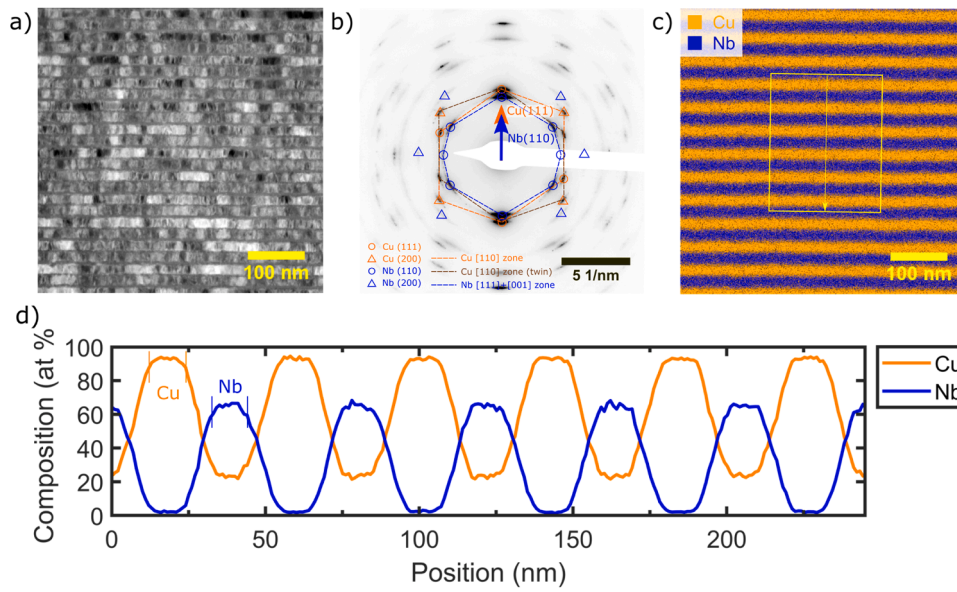 a)
100 nm
b)
Cu(111)
Nb(110)
Cu (111)
Cu (200)
Nb (110)
Nb (200)
Cu [110] zone
Cu [110] zone (twin)
Nb [111]+[001] zone
5 1/nm
c)
Cu
Nb
100 nm
d)
Composition (at %)
100
80
60
40
20
0
Cu
Nb
0
50
100
150
200
Position (nm)
Cu
Nb